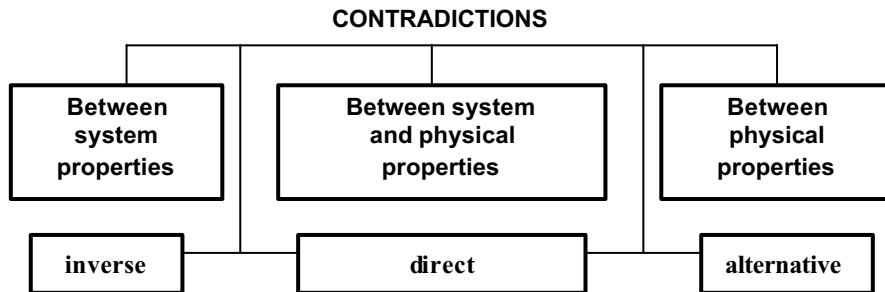 CONTRADICTIONS
Between
system
properties
Between system
and physical
properties
Between
physical
properties
inverse
direct
alternative